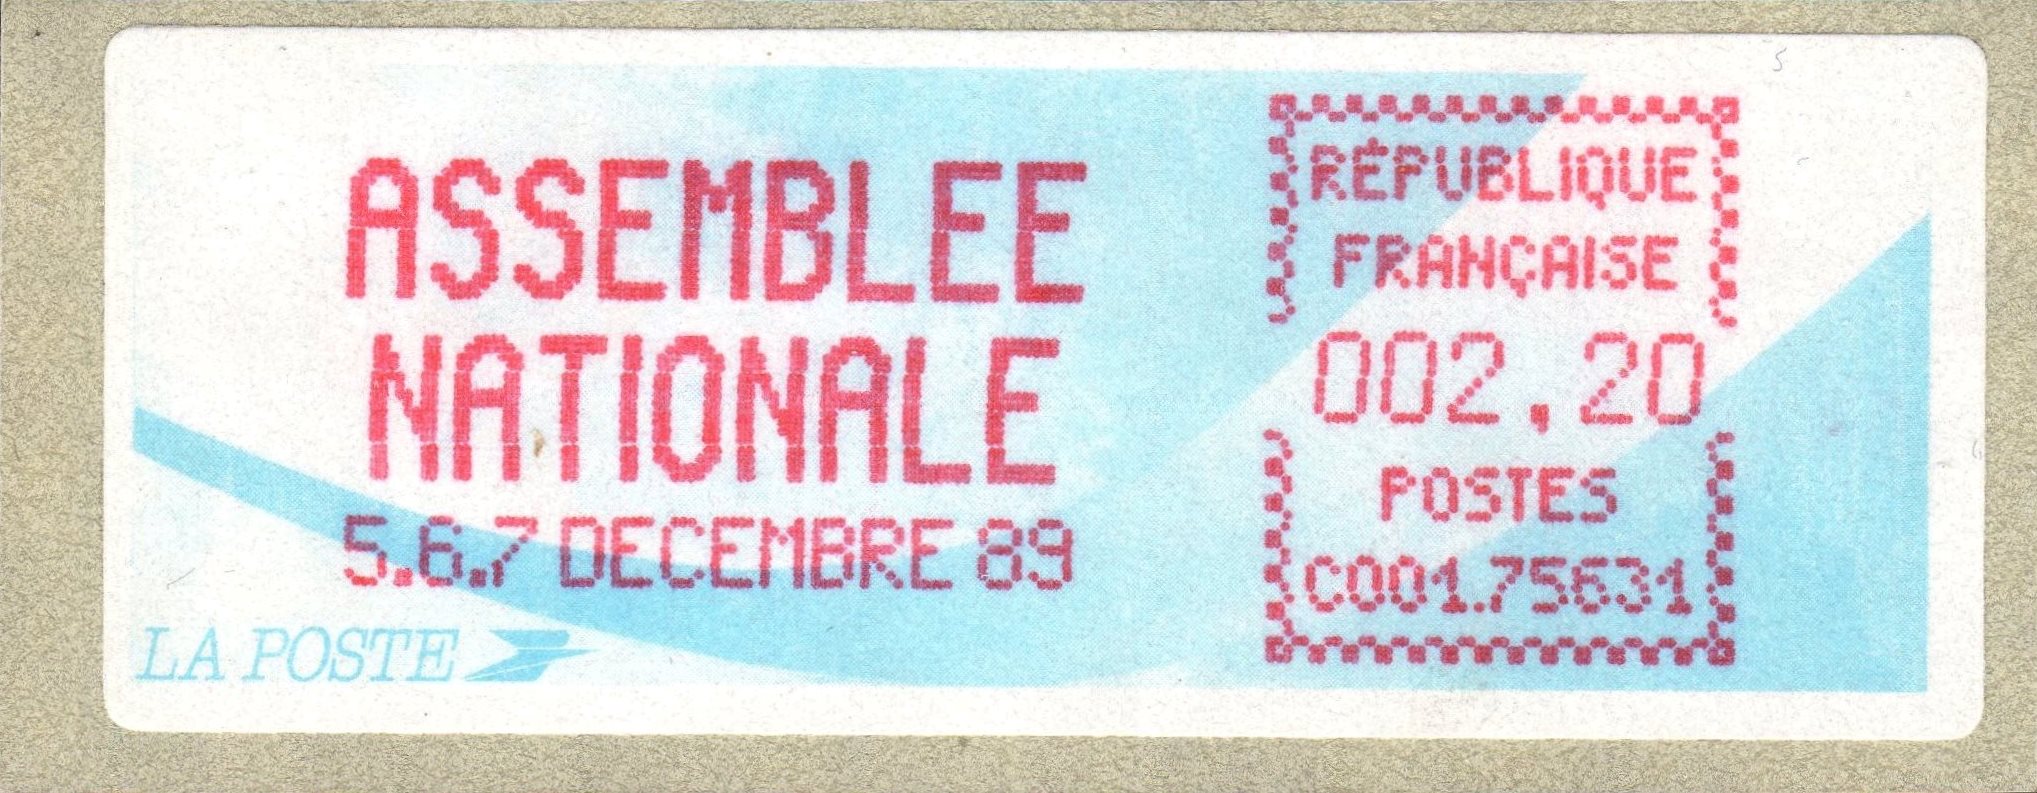 ASSEMBLEE
NATIONALE
5.6.7 DECEMBRE 89
LA POSTE
RÉPUBLIQUE
FRANÇAISE
002,20
POSTES
C001.75631